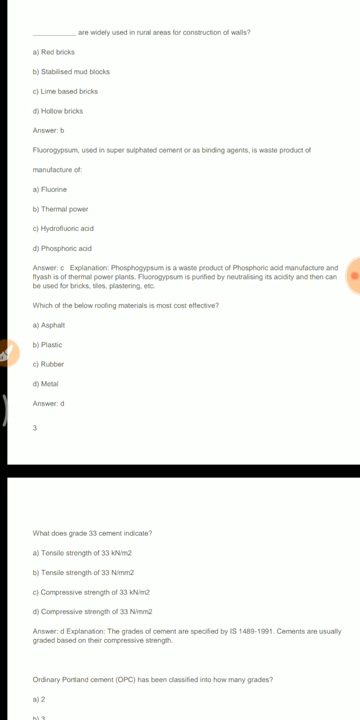 ____________ are widely used in rural areas for construction of walls?
a) Red bricks
b) Stabilised mud blocks
c) Lime based bricks
d) Hollow bricks
Answer: b
Fluorogypsum, used in super sulphated cement or as binding agents, is waste product of
manufacture of:
a) Fluorine
b) Thermal power
c) Hydrofluoric acid
d) Phosphoric acid
Answer: c Explanation: Phosphogypsum is a waste product of Phosphoric acid manufacture and
flyash is of thermal power plants. Fluorogypsum is purified by neutralising its acidity and then can
be used for bricks, tiles, plastering, etc.
Which of the below roofing materials is most cost effective?
a) Asphalt
b) Plastic
c) Rubber
d) Metal
Answer: d
3
What does grade 33 cement indicate?
a) Tensile strength of 33 kN/m2
b) Tensile strength of 33 N/mm2
c) Compressive strength of 33 kN/m2
d) Compressive strength of 33 N/mm2
Answer: d Explanation: The grades of cement are specified by IS 1489-1991. Cements are usually
graded based on their compressive strength.
Ordinary Portland cement (OPC) has been classified into how many grades?
a) 2
b) 3